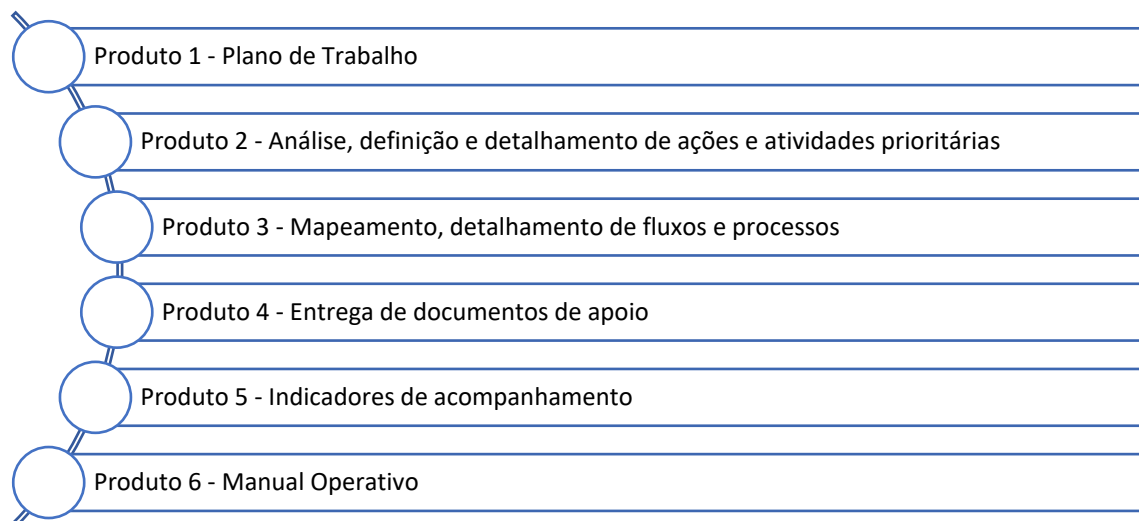 Produto 1 - Plano de Trabalho
Produto 2 - Análise, definição e detalhamento de ações e atividades prioritárias
Produto 3 - Mapeamento, detalhamento de fluxos e processos
Produto 4 - Entrega de documentos de apoio
Produto 5 - Indicadores de acompanhamento
Produto 6 - Manual Operativo